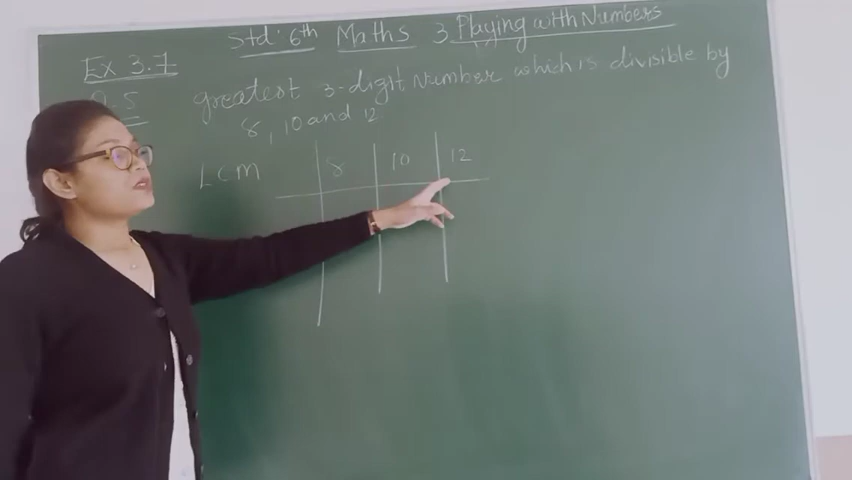 Std: 6th Maths 3. Playing with Numbers
Ex 3.7
Q-5 greatest 3-digit Number which is divisible by
8, 10 and 12
LCM 8 10 12